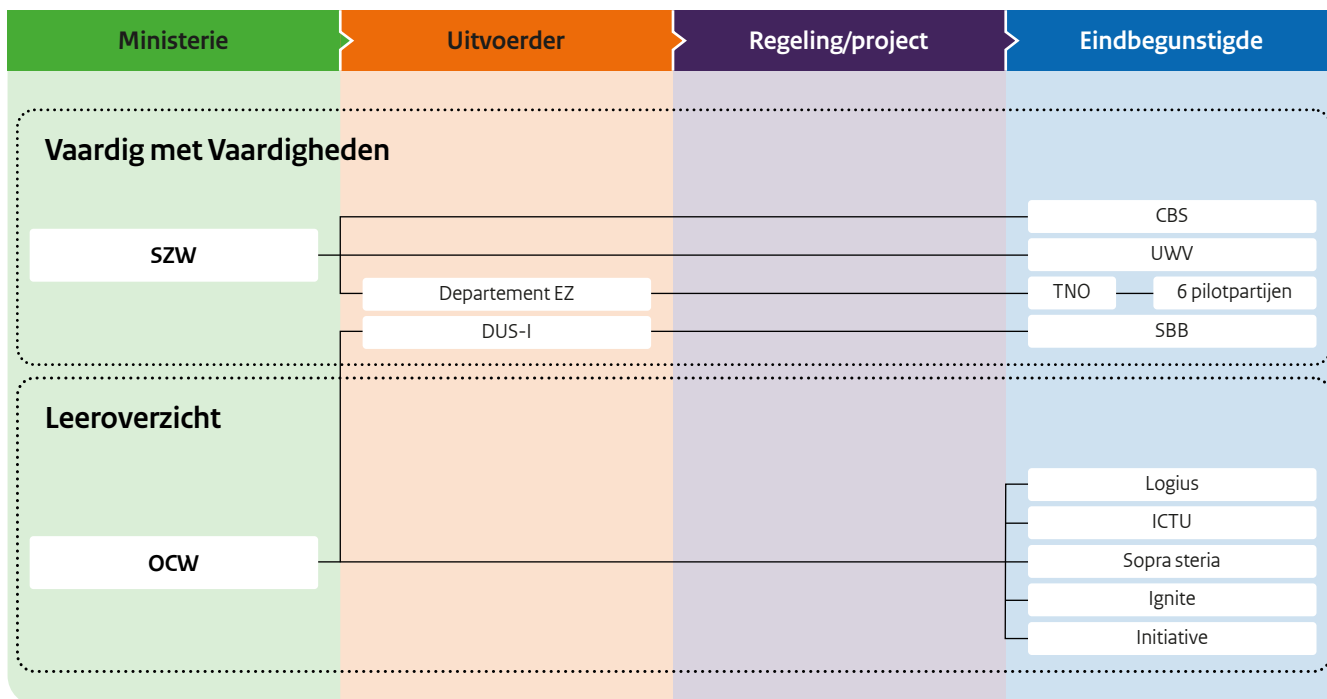 Ministerie
Uitvoerder
Regeling/project
Eindbegunstigde
Vaardig met Vaardigheden
SZW
CBS
UWV
Departement EZ
TNO
6 pilotpartijen
DUS-I
SBB
Leeroverzicht
OCW
Logius
ICTU
Sopra steria
Ignite
Initiative